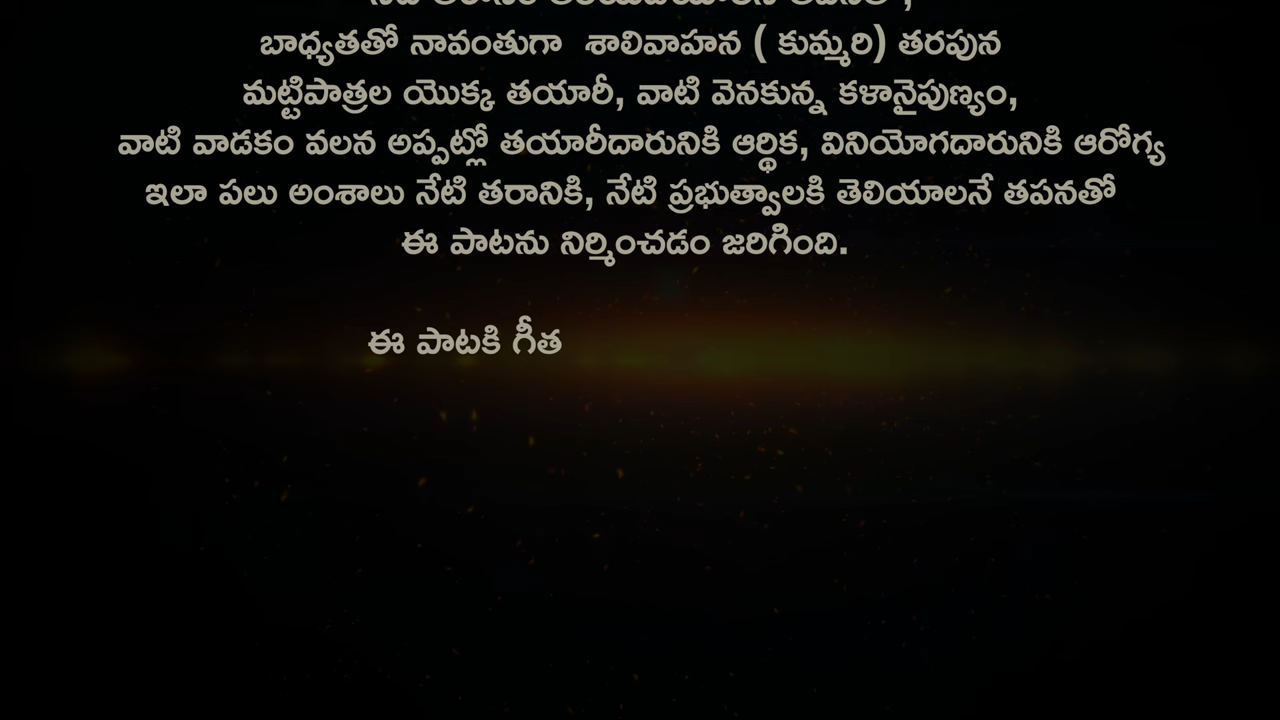 బాధ్యతతో నావంతుగా శాలివాహన ( కుమ్మరి) తరపున
మట్టిపాత్రల యొక్క తయారీ, వాటి వెనకున్న కళానైపుణ్యం,
వాటి వాడకం వలన అప్పట్లో తయారీదారునికి ఆర్థిక, వినియోగదారునికి ఆరోగ్య
ఇలా పలు అంశాలు నేటి తరానికి, నేటి ప్రభుత్వాలకి తెలియాలనే తపనతో
ఈ పాటను నిర్మించడం జరిగింది.
ఈ పాటకి గీత